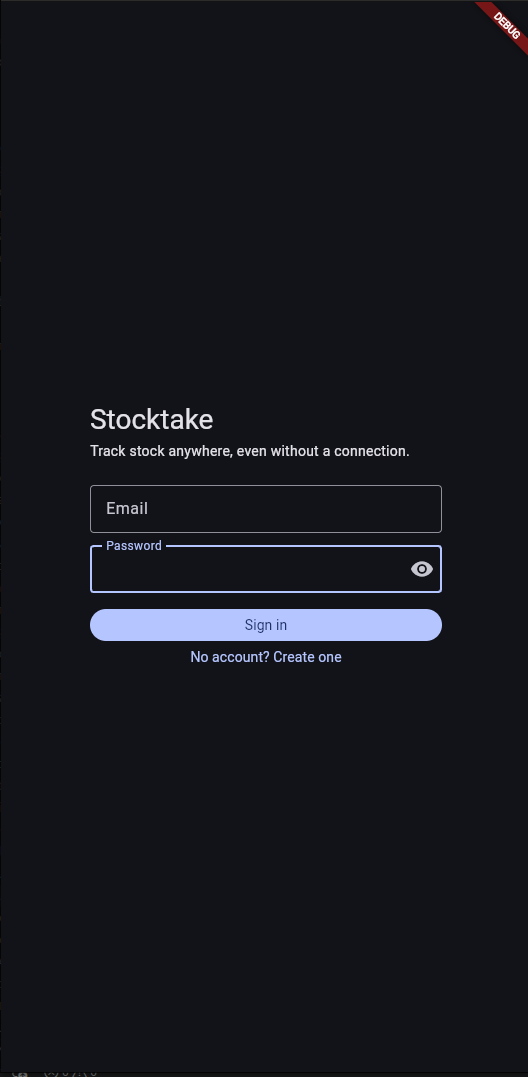 DEBUG
Stocktake
Track stock anywhere, even without a connection.
Email
Password
Sign in
No account? Create one